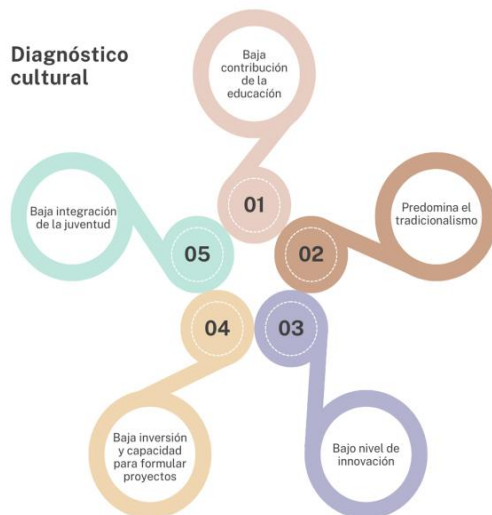 Diagnóstico
cultural
Baja
contribución
de la
educación
01
Predomina el
tradicionalismo
02
Bajo nivel de
innovación
03
Baja inversión
y capacidad
para formular
proyectos
04
Baja integración
de la juventud
05